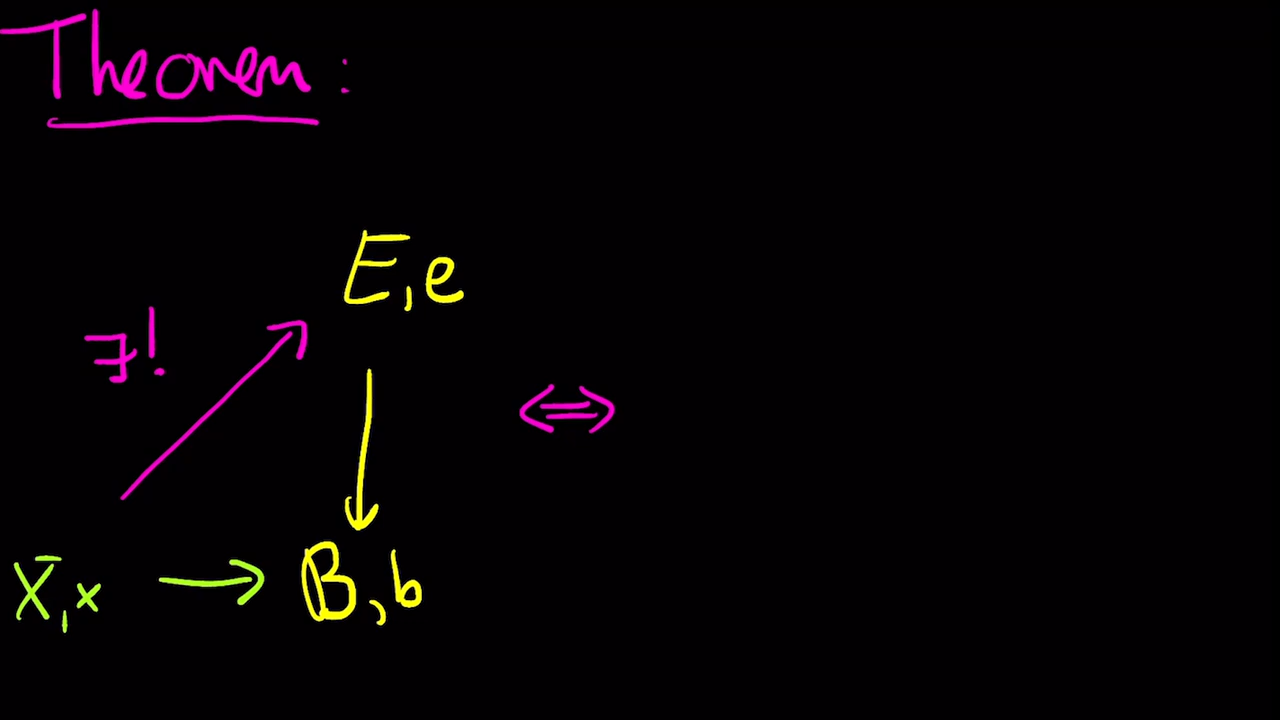 Theorem:
E,e
∃!
⇔
X,x → B,b